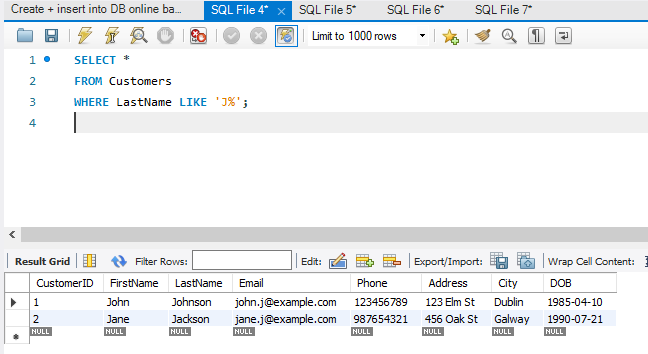 Create + insert into DB online ba... SQL File 4* SQL File 5* SQL File 6* SQL File 7*
Limit to 1000 rows
1 SELECT *
2 FROM Customers
3 WHERE LastName LIKE 'J%';
4
Result Grid Filter Rows: Edit: Export/Import: Wrap Cell Content:
CustomerID FirstName LastName Email Phone Address City DOB
1 John Johnson john.j@example.com 123456789 123 Elm St Dublin 1985-04-10
2 Jane Jackson jane.j@example.com 987654321 456 Oak St Galway 1990-07-21
NULL NULL NULL NULL NULL NULL NULL NULL